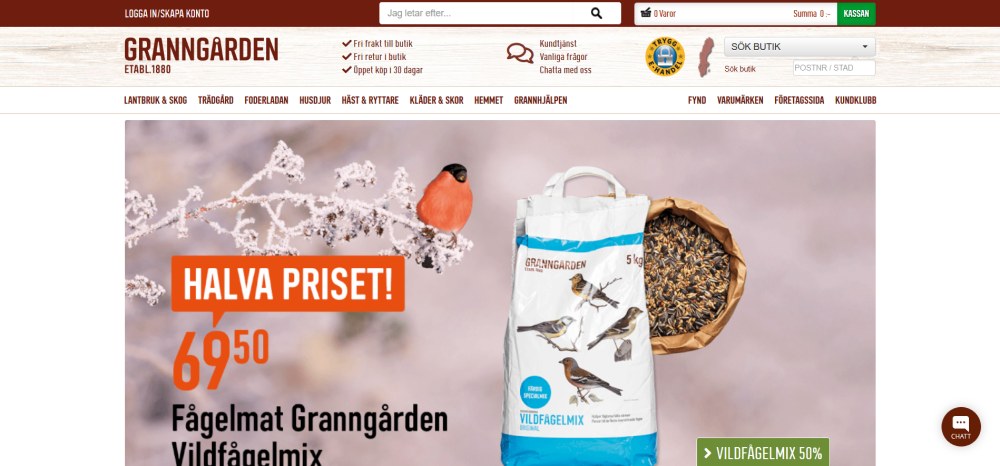 LOGGA IN/SKAPA KONTO
Jag letar efter...
0 Varor
Summa 0 :-
KASSAN
GRANNGÅRDEN
ETABL.1880
Fri frakt till butik
Fri retur i butik
Öppet köp i 30 dagar
Kundtjänst
Vanliga frågor
Chatta med oss
TRYGG
E-HANDEL
SÖK BUTIK
Sök butik
POSTNR / STAD
LANTBRUK & SKOG TRÄDGÅRD FODERLADAN HUSDJUR HÄST & RYTTARE KLÄDER & SKOR HEMMET GRANNHJÄLPEN
FYND VARUMÄRKEN FÖRETAGSSIDA KUNDKLUBB
HALVA PRISET!
69 50
Fågelmat Granngården
Vildfågelmix
GRANNGÅRDEN
5 kg
SPECIALMIX
VILDFÅGELMIX
ORIGINAL
> VILDFÅGELMIX 50%
CHATT